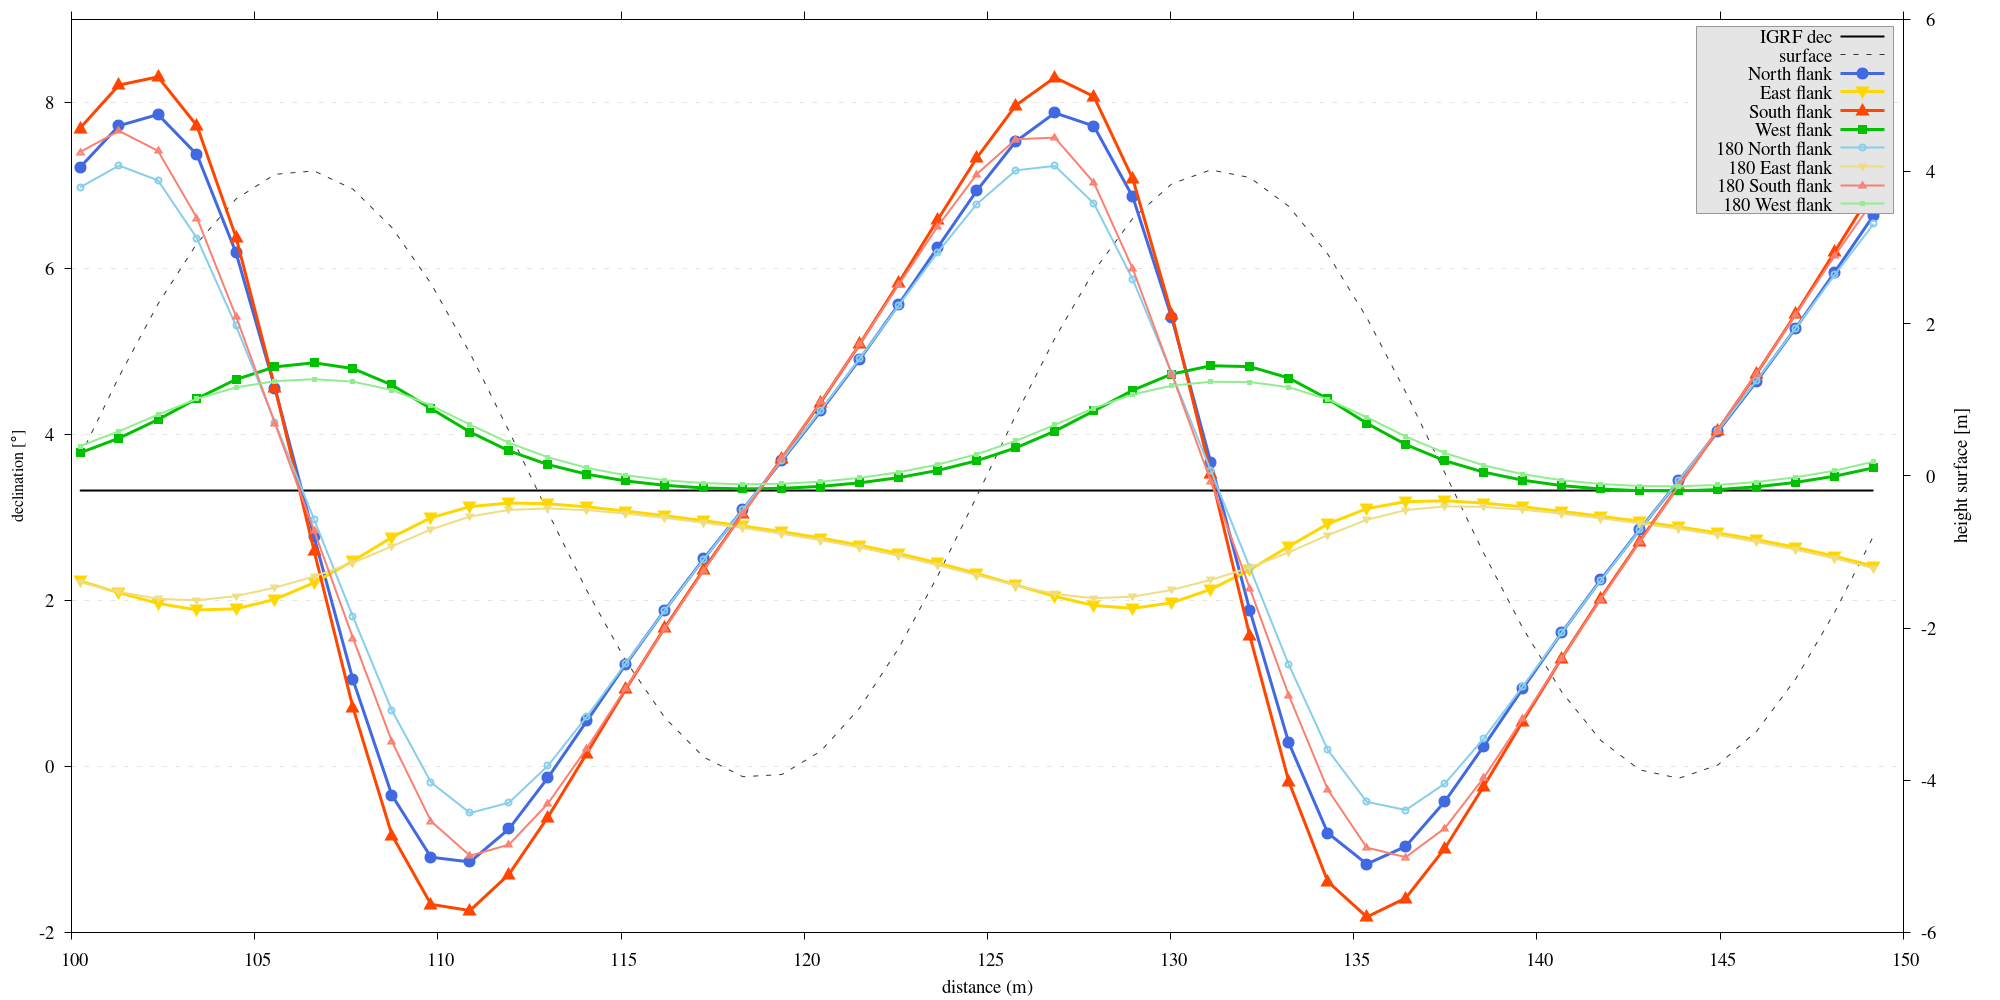 6
IGRF dec
surface
North flank
8
East flank
South flank
West flank
180 North flank
180 East flank
4
180 South flank
180 West flank
6
2
4
0
declination [°]
height surface [m]
2
-2
0
-4
-2
-6
100
105
110
115
120
125
130
135
140
145
150
distance (m)